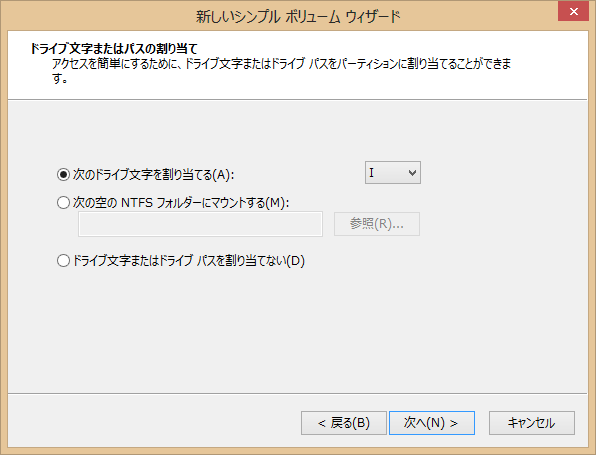 新しいシンプル ボリューム ウィザード
ドライブ文字またはパスの割り当て
アクセスを簡単にするために、ドライブ文字またはドライブ パスをパーティションに割り当てることができま
す。
次のドライブ文字を割り当てる(A):
I
次の空の NTFS フォルダーにマウントする(M):
参照(R)...
ドライブ文字またはドライブ パスを割り当てない(D)
< 戻る(B)
次へ(N) >
キャンセル